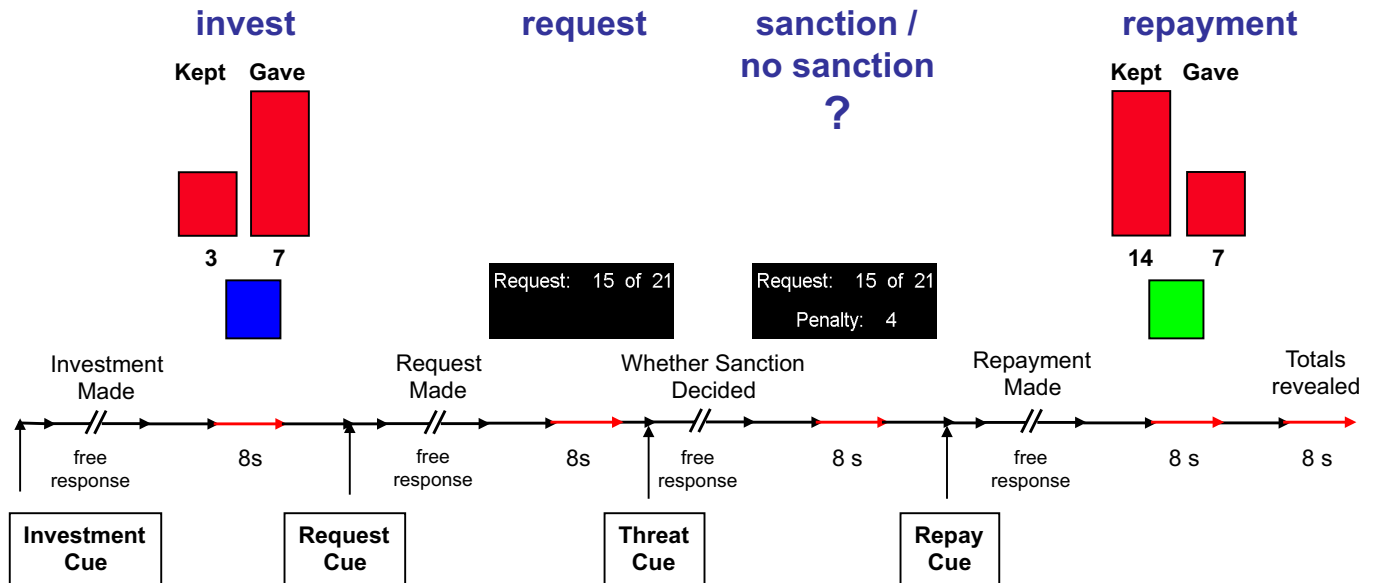 invest
request
sanction /
no sanction
?
repayment
Kept Gave
Kept Gave
3 7
14 7
Request: 15 of 21
Request: 15 of 21
Penalty: 4
Investment
Made
Request
Made
Whether Sanction
Decided
Repayment
Made
Totals
revealed
free
response
8s
free
response
8s
free
response
8 s
free
response
8 s
8 s
Investment
Cue
Request
Cue
Threat
Cue
Repay
Cue